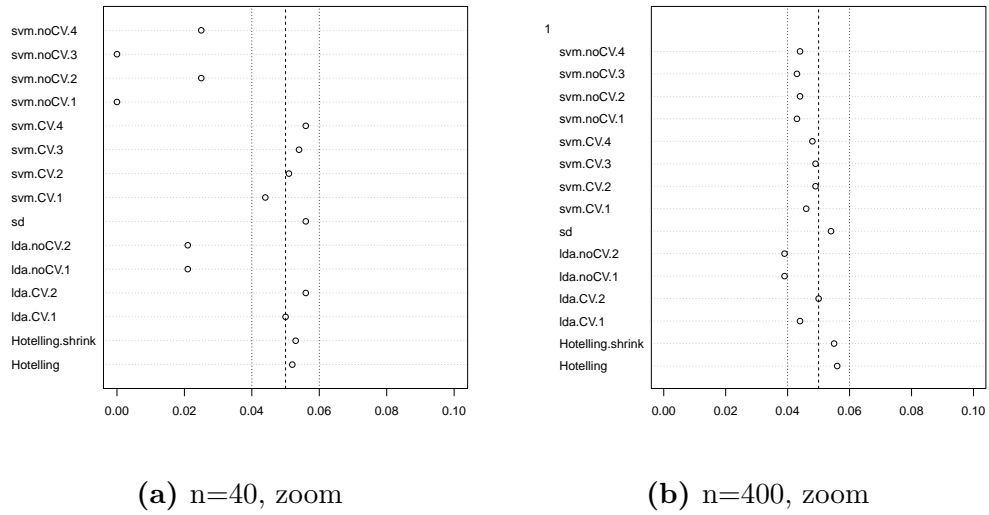 svm.noCV.4
svm.noCV.3
svm.noCV.2
svm.noCV.1
svm.CV.4
svm.CV.3
svm.CV.2
svm.CV.1
sd
lda.noCV.2
lda.noCV.1
lda.CV.2
lda.CV.1
Hotelling.shrink
Hotelling
0.00 0.02 0.04 0.06 0.08 0.10
(a) n=40, zoom
1
svm.noCV.4
svm.noCV.3
svm.noCV.2
svm.noCV.1
svm.CV.4
svm.CV.3
svm.CV.2
svm.CV.1
sd
lda.noCV.2
lda.noCV.1
lda.CV.2
lda.CV.1
Hotelling.shrink
Hotelling
0.00 0.02 0.04 0.06 0.08 0.10
(b) n=400, zoom